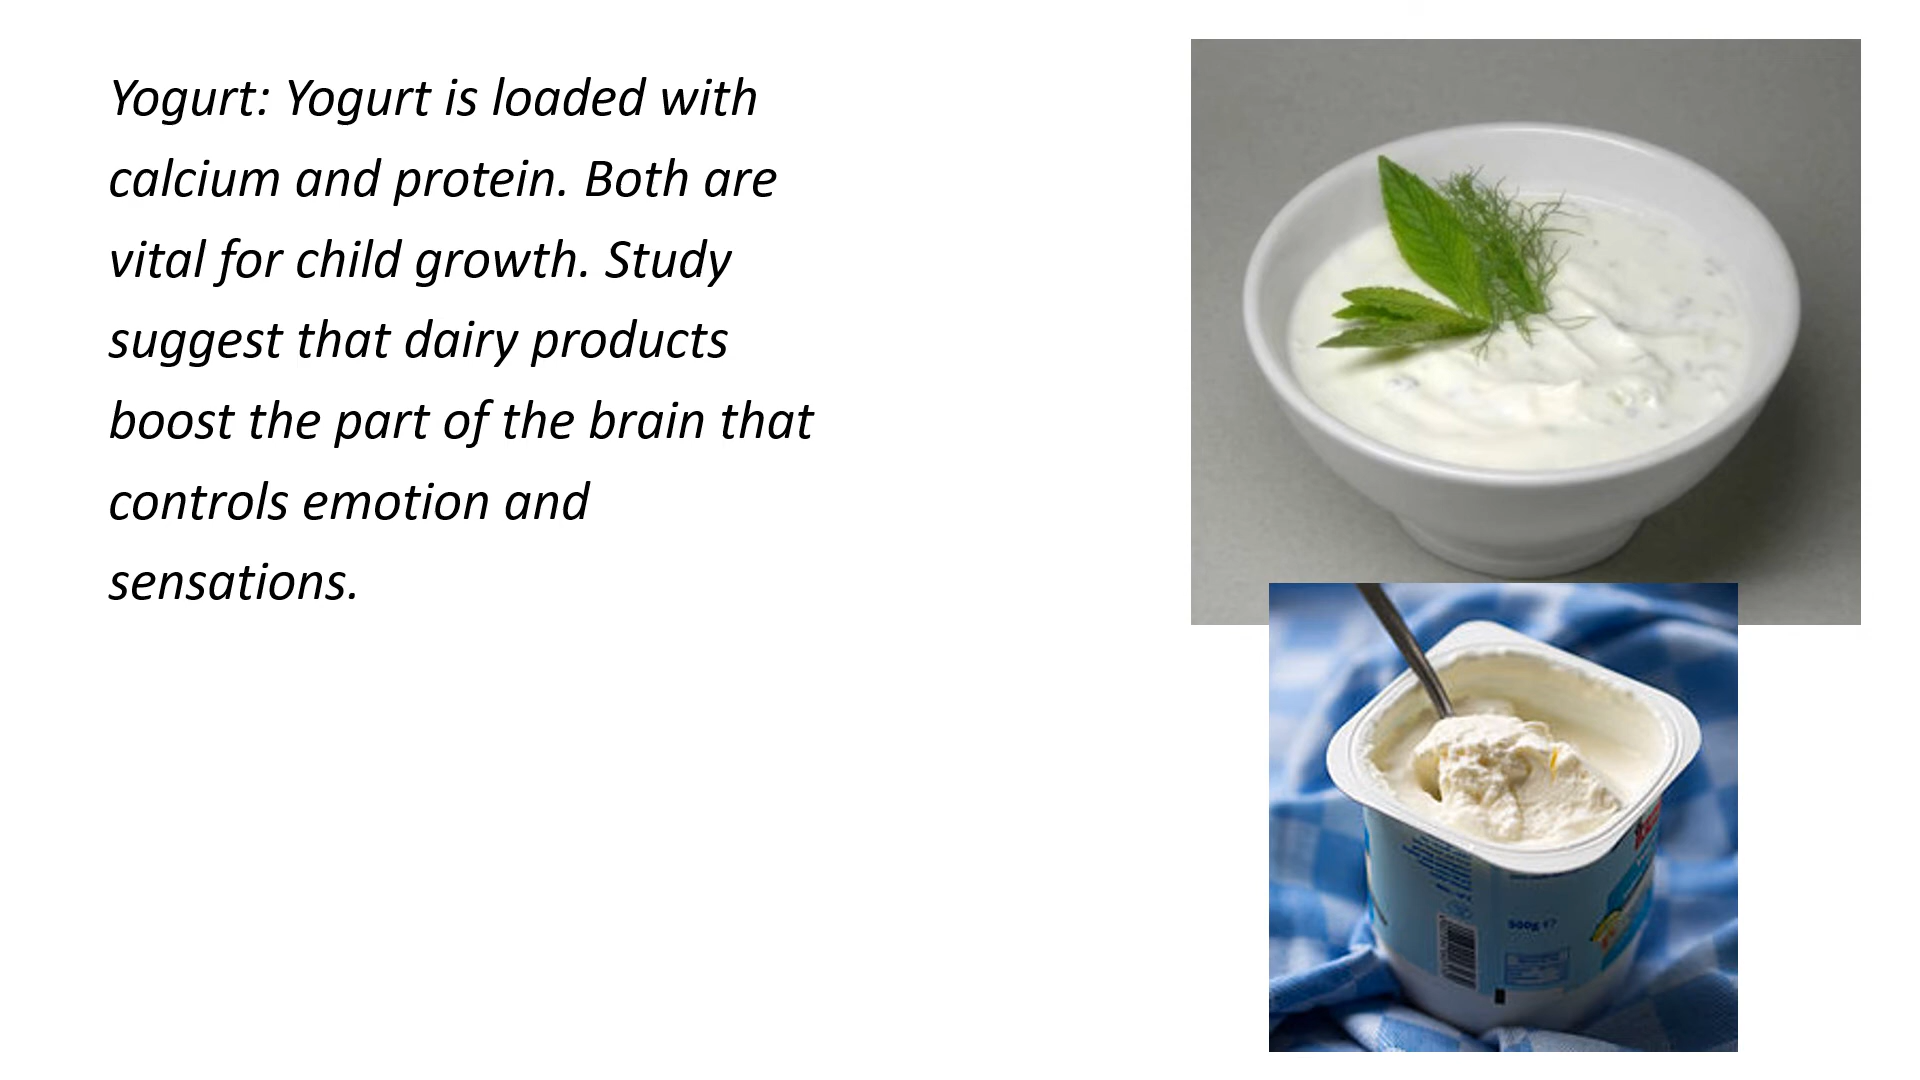 Yogurt: Yogurt is loaded with
calcium and protein. Both are
vital for child growth. Study
suggest that dairy products
boost the part of the brain that
controls emotion and
sensations.
500g e